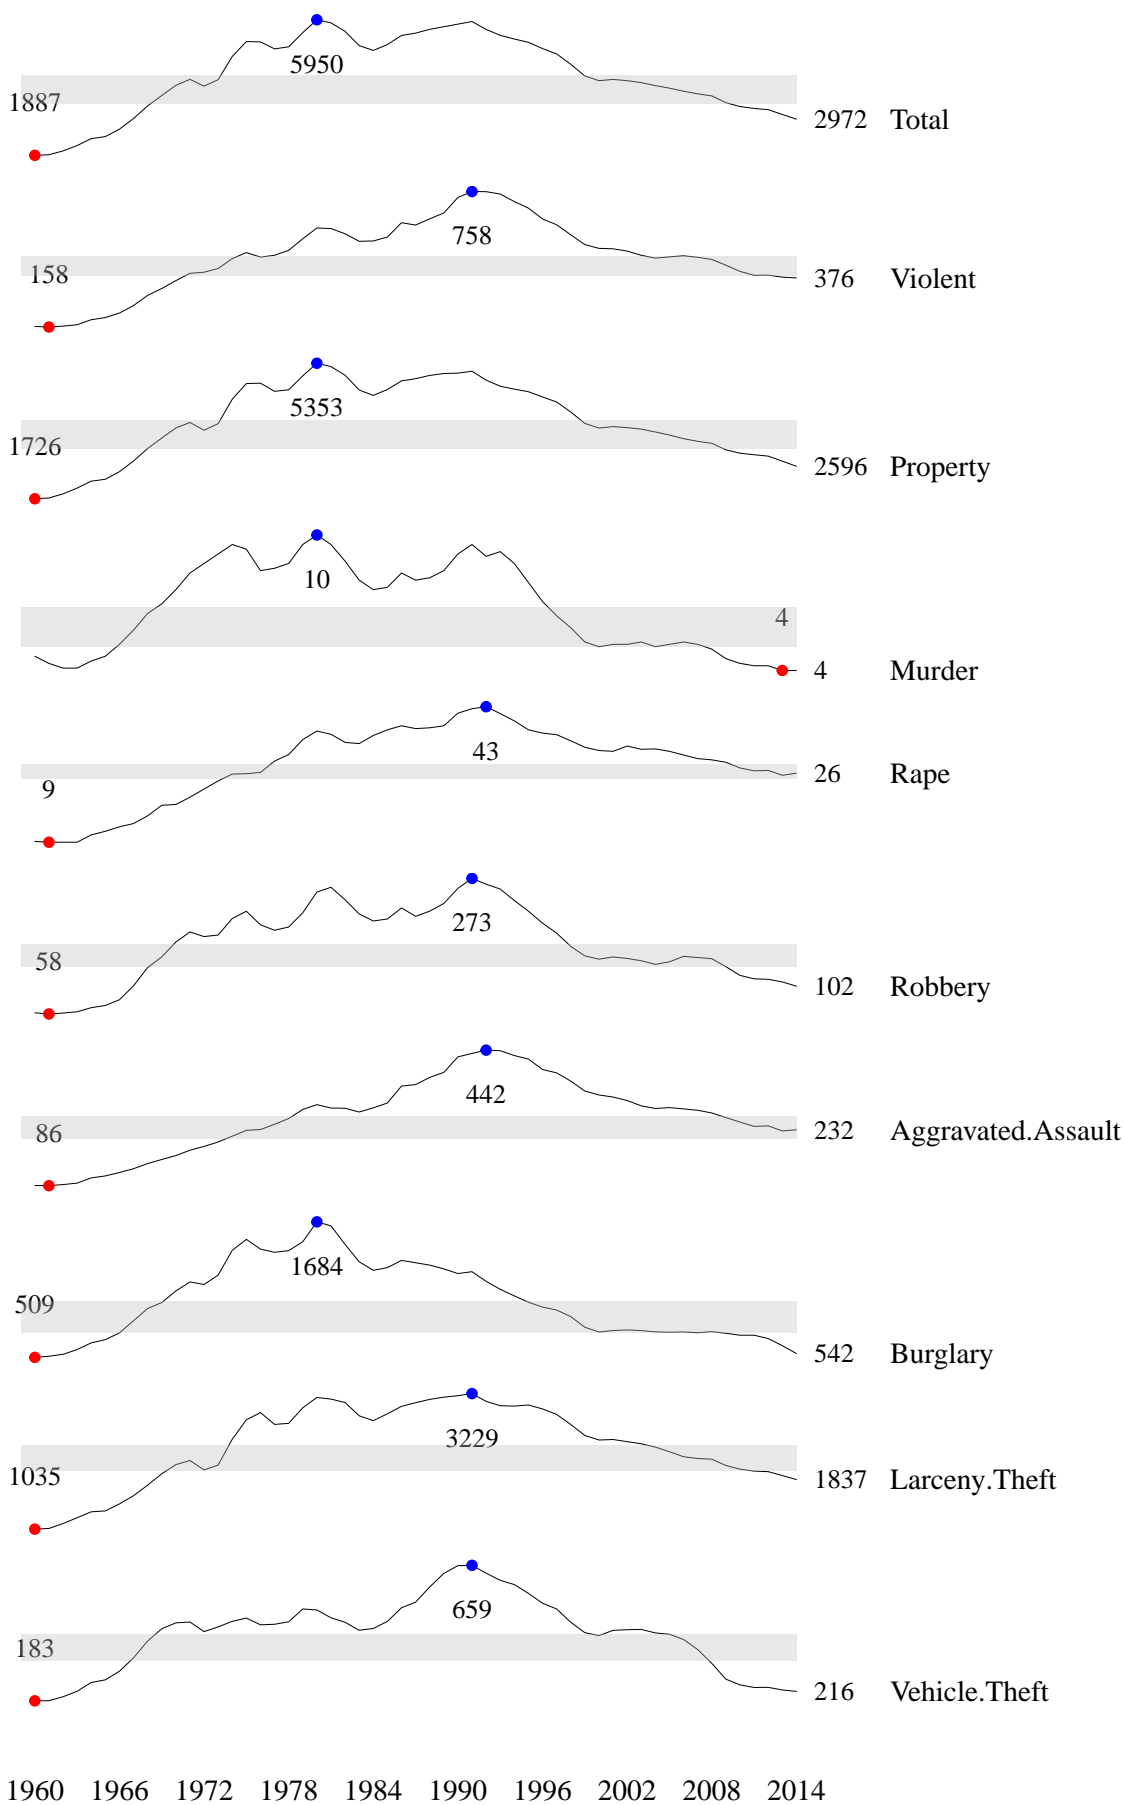 5950
1887
2972 Total
758
158
376 Violent
5353
1726
2596 Property
10
4
4 Murder
43
9
26 Rape
273
58
102 Robbery
442
86
232 Aggravated.Assault
1684
509
542 Burglary
3229
1035
1837 Larceny.Theft
659
183
216 Vehicle.Theft
1960 1966 1972 1978 1984 1990 1996 2002 2008 2014